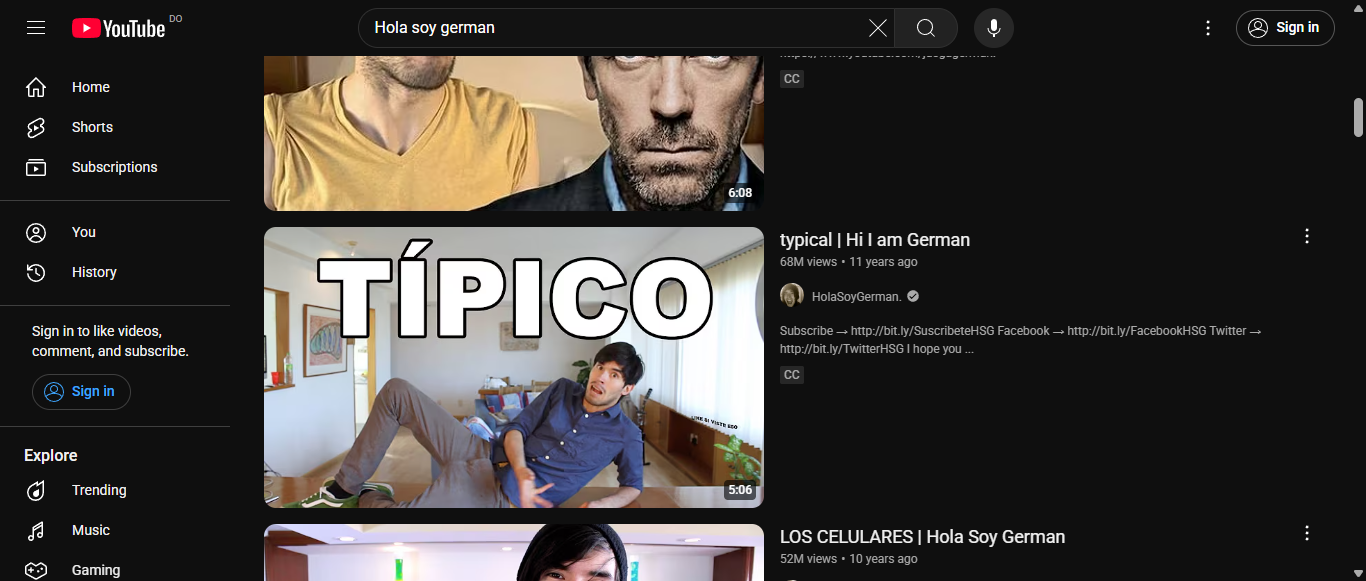 YouTube DO
Hola soy german
Sign in
Home
Shorts
Subscriptions
You
History
Sign in to like videos,
comment, and subscribe.
Sign in
Explore
Trending
Music
Gaming
CC
6:08
TÍPICO
LIKE SI VISTE ESO
5:06
typical | Hi I am German
68M views • 11 years ago
HolaSoyGerman.
Subscribe → http://bit.ly/SuscribeteHSG Facebook → http://bit.ly/FacebookHSG Twitter →
http://bit.ly/TwitterHSG I hope you ...
CC
LOS CELULARES | Hola Soy German
52M views • 10 years ago